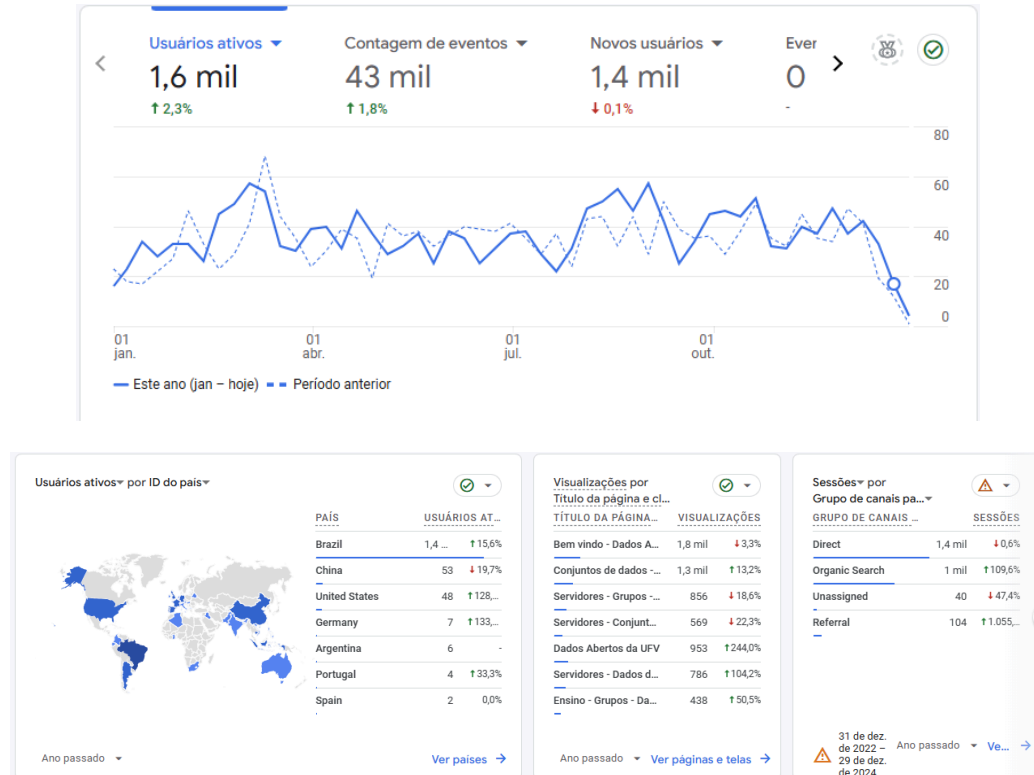 Usuários ativos Contagem de eventos Novos usuários Ever
1,6 mil 43 mil 1,4 mil 0
2,3% 1,8% 0,1% -
80
60
40
20
0
01 01 01 01
jan. abr. jul. out.
Este ano (jan – hoje) Período anterior
Usuários ativos por ID do país
PAÍS USUÁRIOS AT…
Brazil 1,4 … 15,6%
China 53 19,7%
United States 48 128,…
Germany 7 133,…
Argentina 6 -
Portugal 4 33,3%
Spain 2 0,0%
Ano passado Ver países
Visualizações por
Título da página e cl…
TÍTULO DA PÁGINA… VISUALIZAÇÕES
Bem vindo - Dados A… 1,8 mil 3,3%
Conjuntos de dados -… 1,3 mil 13,2%
Servidores - Grupos -… 856 18,6%
Servidores - Conjunt… 569 22,3%
Dados Abertos da UFV 953 244,0%
Servidores - Dados d… 786 104,2%
Ensino - Grupos - Da… 438 50,5%
Ano passado Ver páginas e telas
Sessões por
Grupo de canais pa…
GRUPO DE CANAIS … SESSÕES
Direct 1,4 mil 0,6%
Organic Search 1 mil 109,6%
Unassigned 40 47,4%
Referral 104 1.055,…
31 de dez.
de 2022 –
29 de dez.
de 2024
Ano passado Ve…